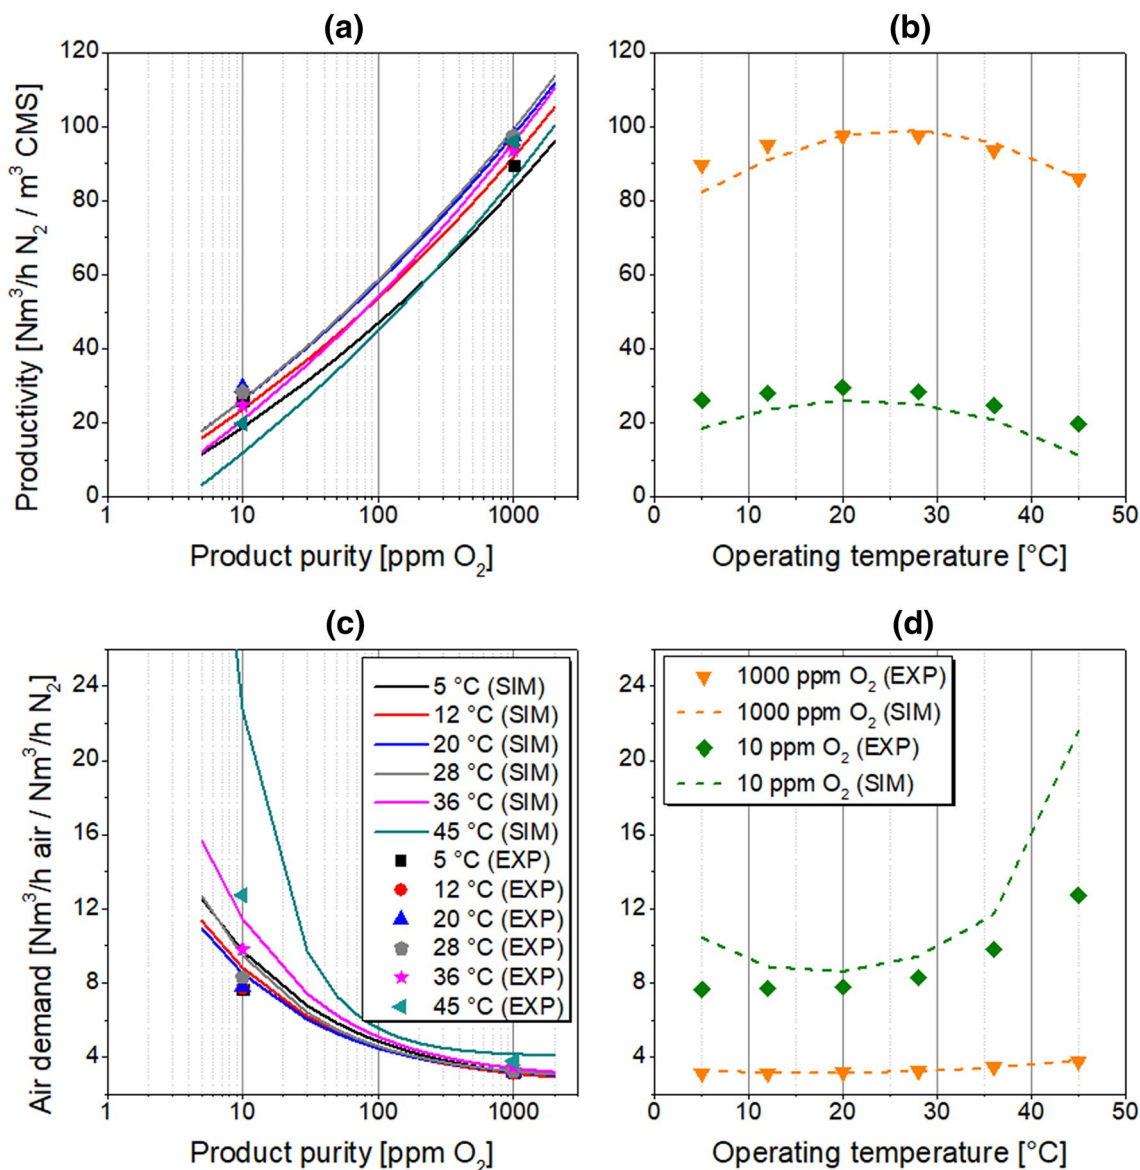 (a)
120
100
80
60
40
20
0
Productivity [Nm³/h N₂ / m³ CMS]
1 10 100 1000
Product purity [ppm O₂]
(b)
120
100
80
60
40
20
0
0 10 20 30 40 50
Operating temperature [°C]
(c)
24
20
16
12
8
4
Air demand [Nm³/h air / Nm³/h N₂]
5 °C (SIM)
12 °C (SIM)
20 °C (SIM)
28 °C (SIM)
36 °C (SIM)
45 °C (SIM)
5 °C (EXP)
12 °C (EXP)
20 °C (EXP)
28 °C (EXP)
36 °C (EXP)
45 °C (EXP)
1 10 100 1000
Product purity [ppm O₂]
(d)
24
20
16
12
8
4
1000 ppm O₂ (EXP)
1000 ppm O₂ (SIM)
10 ppm O₂ (EXP)
10 ppm O₂ (SIM)
0 10 20 30 40 50
Operating temperature [°C]